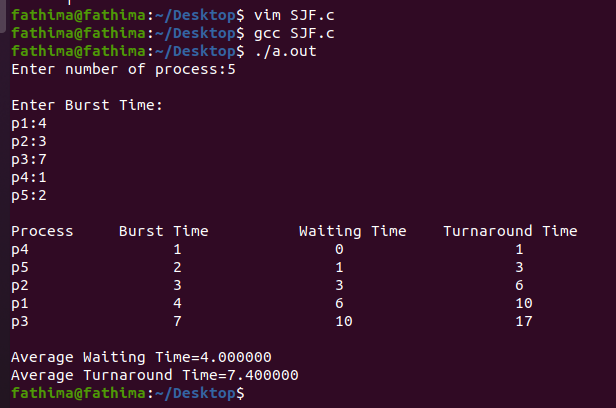 fathima@fathima:~/Desktop$ vim SJF.c
fathima@fathima:~/Desktop$ gcc SJF.c
fathima@fathima:~/Desktop$ ./a.out
Enter number of process:5
Enter Burst Time:
p1:4
p2:3
p3:7
p4:1
p5:2
Process Burst Time Waiting Time Turnaround Time
p4 1 0 1
p5 2 1 3
p2 3 3 6
p1 4 6 10
p3 7 10 17
Average Waiting Time=4.000000
Average Turnaround Time=7.400000
fathima@fathima:~/Desktop$